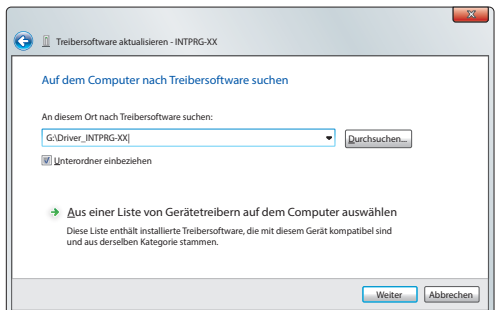 Treibersoftware aktualisieren - INTPRG-XX
Auf dem Computer nach Treibersoftware suchen
An diesem Ort nach Treibersoftware suchen:
G:\Driver_INTPRG-XX
Durchsuchen...
Unterordner einbeziehen
Aus einer Liste von Gerätetreibern auf dem Computer auswählen
Diese Liste enthält installierte Treibersoftware, die mit diesem Gerät kompatibel sind
und aus derselben Kategorie stammen.
Weiter
Abbrechen